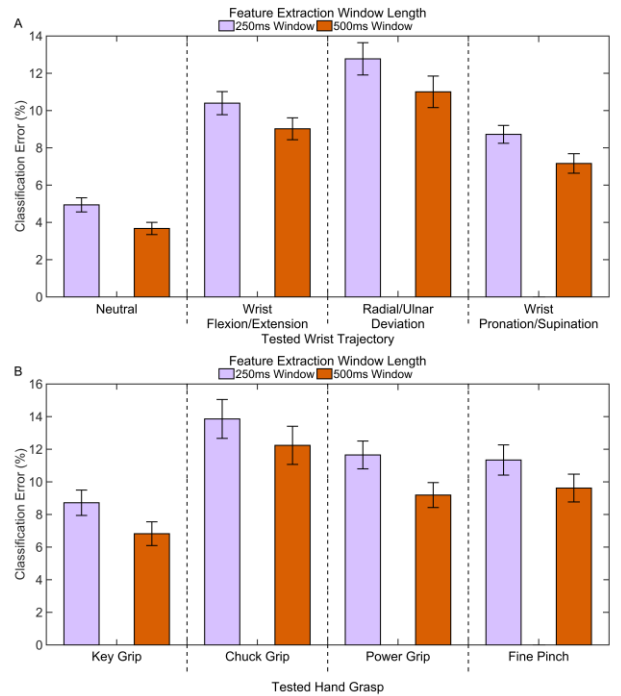 A
Feature Extraction Window Length
250ms Window 500ms Window
Classification Error (%)
14
12
10
8
6
4
2
0
Neutral
Wrist Flexion/Extension
Radial/Ulnar Deviation
Wrist Pronation/Supination
Tested Wrist Trajectory
B
Feature Extraction Window Length
250ms Window 500ms Window
Classification Error (%)
16
14
12
10
8
6
4
2
0
Key Grip Chuck Grip Power Grip Fine Pinch
Tested Hand Grasp